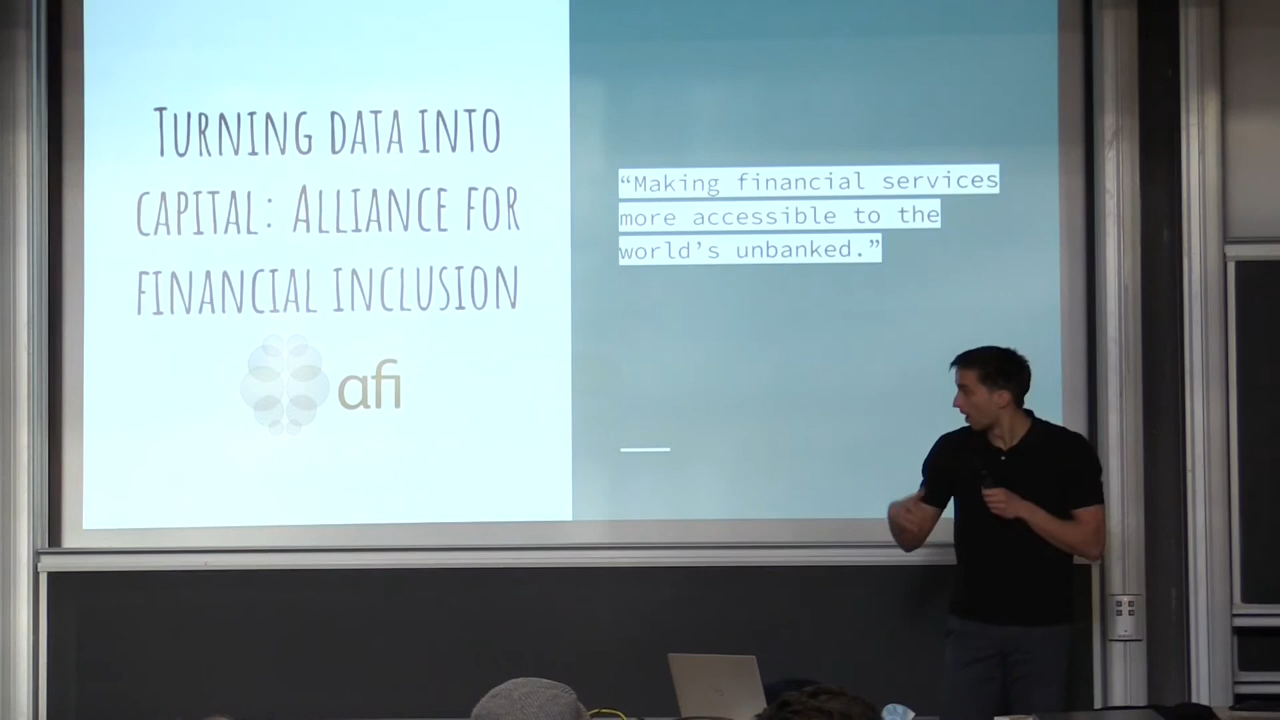 TURNING DATA INTO
CAPITAL: ALLIANCE FOR
FINANCIAL INCLUSION
afi
“Making financial services
more accessible to the
world’s unbanked.”